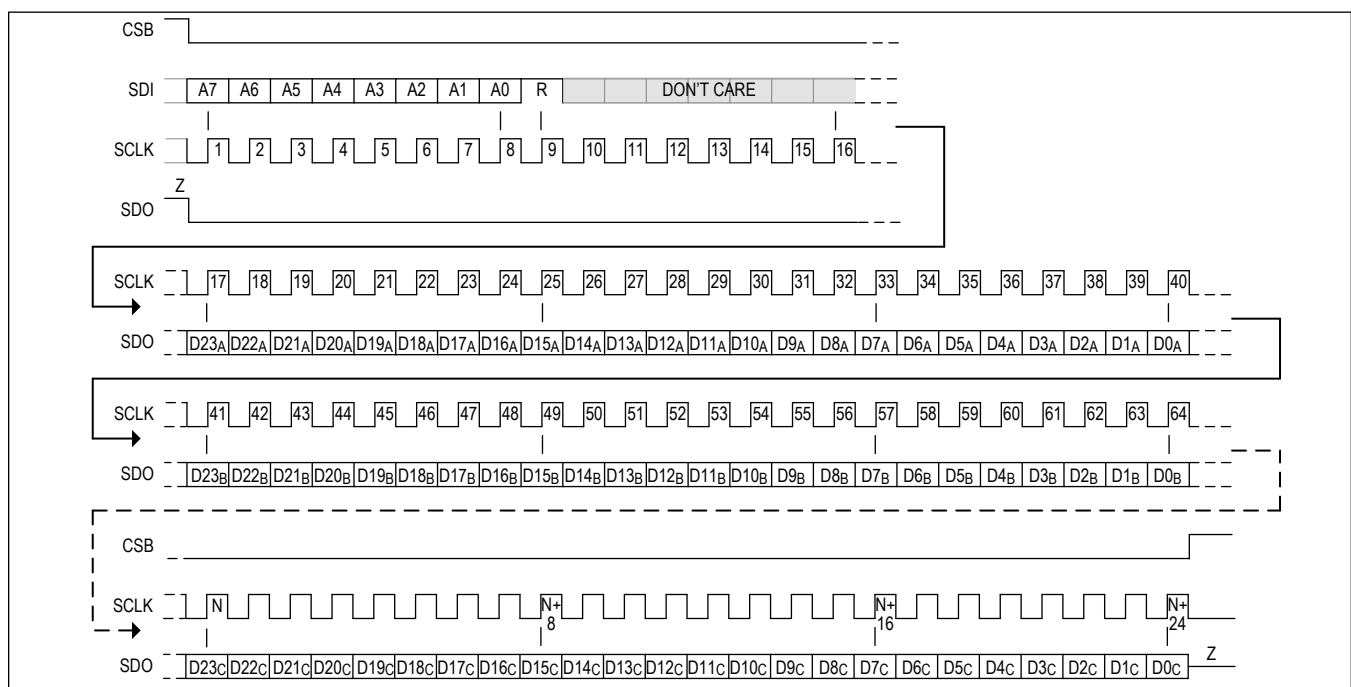 CSB
SDI A7 A6 A5 A4 A3 A2 A1 A0 R DON'T CARE
SCLK 1 2 3 4 5 6 7 8 9 10 11 12 13 14 15 16
Z
SDO
SCLK 17 18 19 20 21 22 23 24 25 26 27 28 29 30 31 32 33 34 35 36 37 38 39 40
SDO D23A D22A D21A D20A D19A D18A D17A D16A D15A D14A D13A D12A D11A D10A D9A D8A D7A D6A D5A D4A D3A D2A D1A D0A
SCLK 41 42 43 44 45 46 47 48 49 50 51 52 53 54 55 56 57 58 59 60 61 62 63 64
SDO D23B D22B D21B D20B D19B D18B D17B D16B D15B D14B D13B D12B D11B D10B D9B D8B D7B D6B D5B D4B D3B D2B D1B D0B
CSB
SCLK N N+8 N+16 N+24
SDO D23C D22C D21C D20C D19C D18C D17C D16C D15C D14C D13C D12C D11C D10C D9C D8C D7C D6C D5C D4C D3C D2C D1C D0C Z